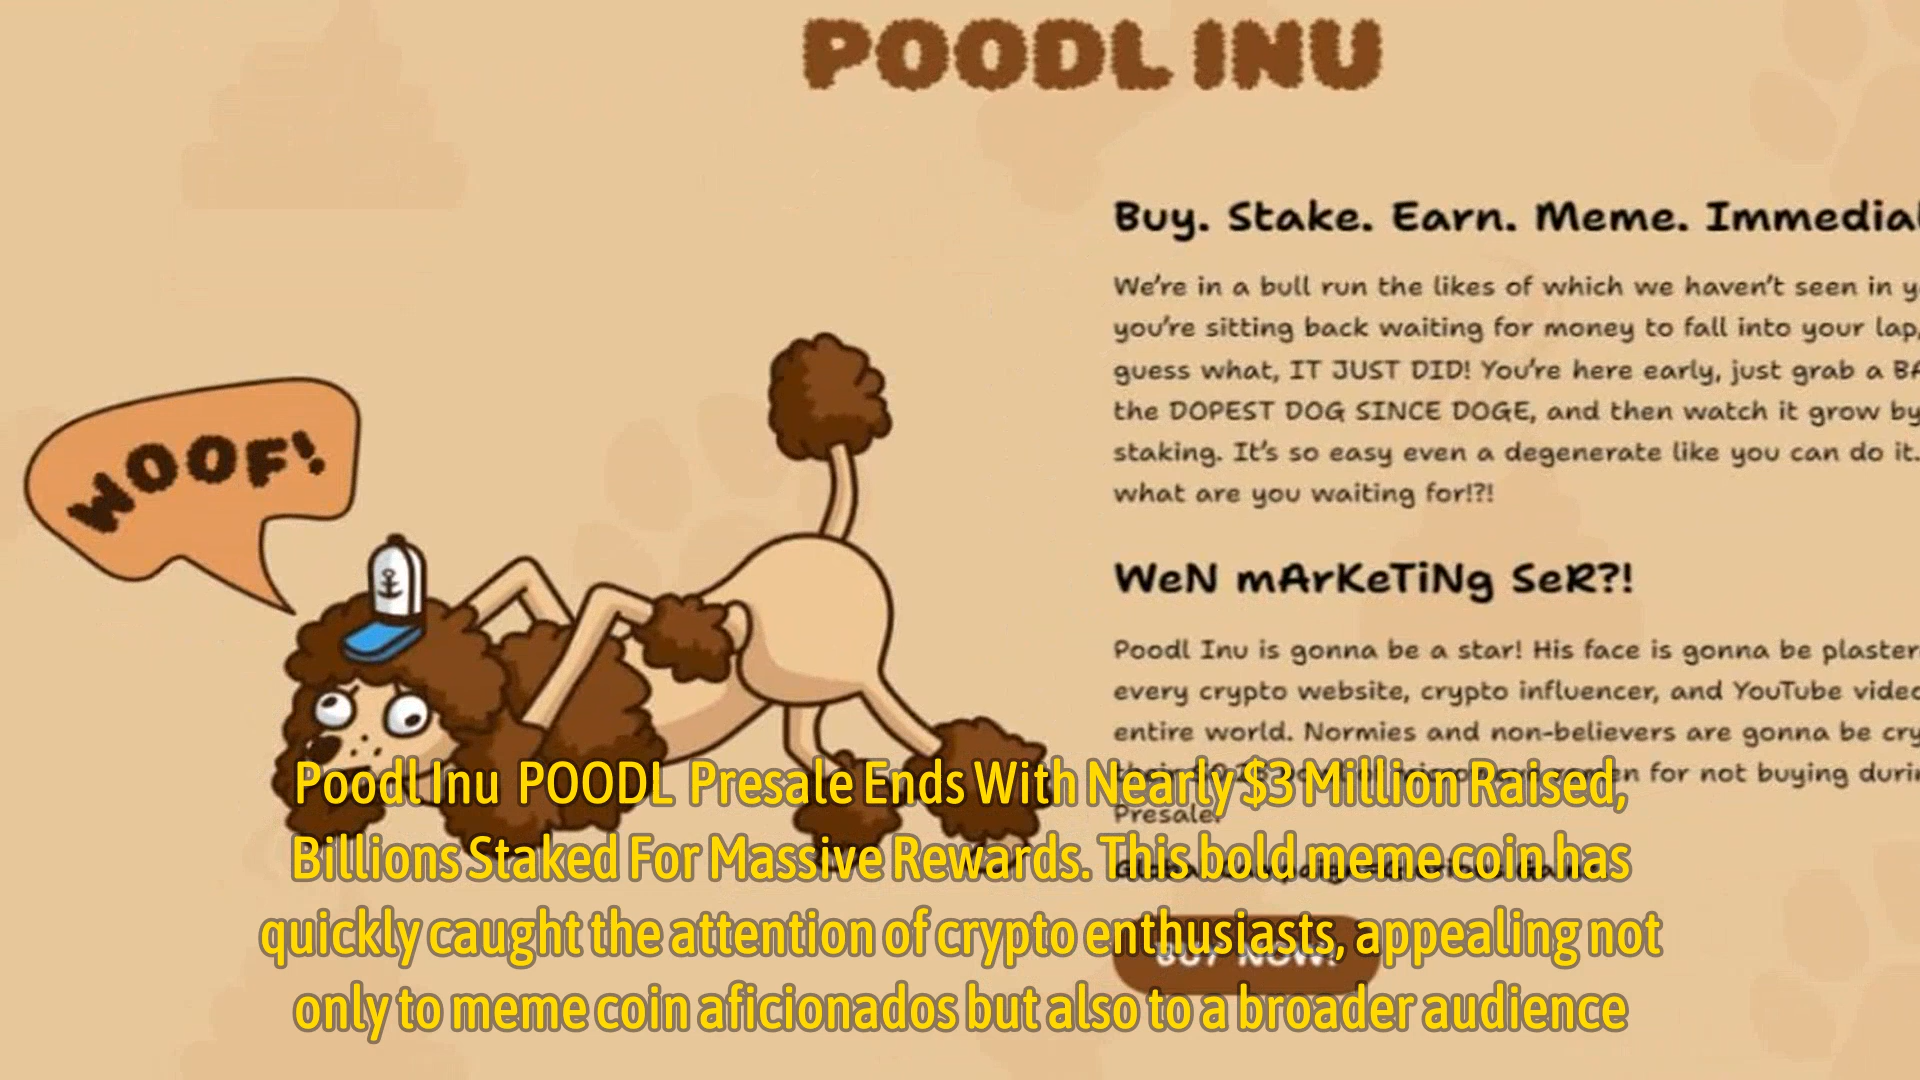 POODL INU
Buy. Stake. Earn. Meme. Immedia
We're in a bull run the likes of which we haven't seen in y
you're sitting back waiting for money to fall into your lap,
guess what, IT JUST DID! You're here early, just grab a BA
the DOPEST DOG SINCE DOGE, and then watch it grow by
staking. It's so easy even a degenerate like you can do it.
what are you waiting for!?!
WOOF!
WeN mArKeTiNg SeR?!
Poodl Inu is gonna be a star! His face is gonna be plaster
every crypto website, crypto influencer, and YouTube video
entire world. Normies and non-believers are gonna be cry
for not buying durin
Presale.
BUY NOW!
Poodl Inu POODL Presale Ends With Nearly $3 Million Raised,
Billions Staked For Massive Rewards. This bold meme coin has
quickly caught the attention of crypto enthusiasts, appealing not
only to meme coin aficionados but also to a broader audience